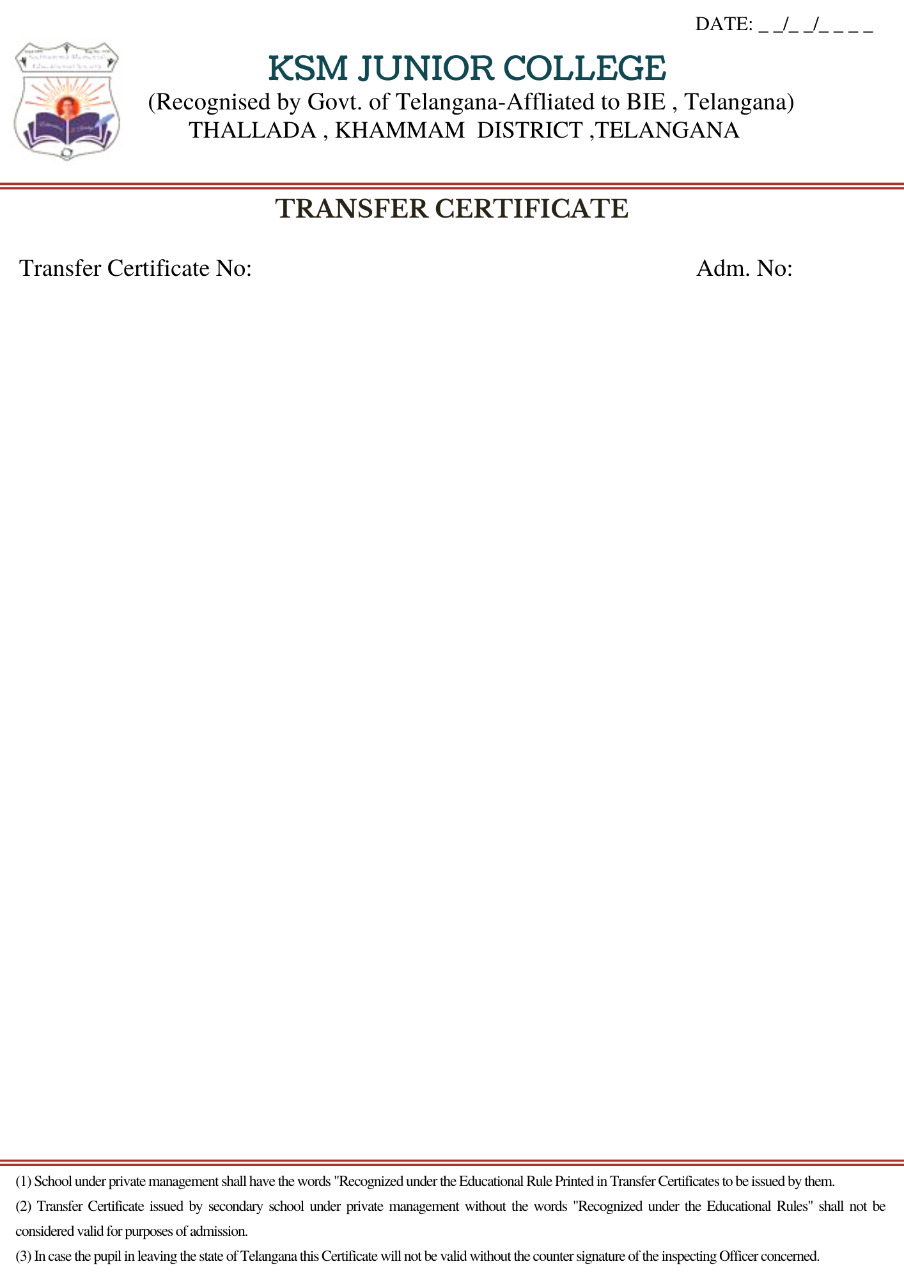 DATE: _ _/_ _/_ _ _ _
KSM JUNIOR COLLEGE
(Recognised by Govt. of Telangana-Affliated to BIE , Telangana)
THALLADA , KHAMMAM DISTRICT ,TELANGANA
TRANSFER CERTIFICATE
Transfer Certificate No:
Adm. No:
(1) School under private management shall have the words "Recognized under the Educational Rule Printed in Transfer Certificates to be issued by them.
(2) Transfer Certificate issued by secondary school under private management without the words "Recognized under the Educational Rules" shall not be
considered valid for purposes of admission.
(3) In case the pupil in leaving the state of Telangana this Certificate will not be valid without the counter signature of the inspecting Officer concerned.